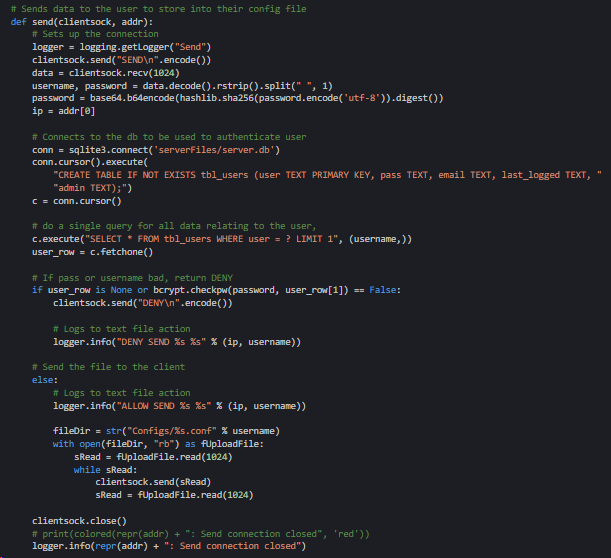 # Sends data to the user to store into their config file
def send(clientsock, addr):
    # Sets up the connection
    logger = logging.getLogger("Send")
    clientsock.send("SEND\n".encode())
    data = clientsock.recv(1024)
    username, password = data.decode().rstrip().split(" ", 1)
    password = base64.b64encode(hashlib.sha256(password.encode('utf-8')).digest())
    ip = addr[0]

    # Connects to the db to be used to authenticate user
    conn = sqlite3.connect('serverFiles/server.db')
    conn.cursor().execute(
        "CREATE TABLE IF NOT EXISTS tbl_users (user TEXT PRIMARY KEY, pass TEXT, email TEXT, last_logged TEXT, "
        "admin TEXT);")
    c = conn.cursor()

    # do a single query for all data relating to the user,
    c.execute("SELECT * FROM tbl_users WHERE user = ? LIMIT 1", (username,))
    user_row = c.fetchone()

    # If pass or username bad, return DENY
    if user_row is None or bcrypt.checkpw(password, user_row[1]) == False:
        clientsock.send("DENY\n".encode())

        # Logs to text file action
        logger.info("DENY SEND %s %s" % (ip, username))

    # Send the file to the client
    else:
        # Logs to text file action
        logger.info("ALLOW SEND %s %s" % (ip, username))

        fileDir = str("Configs/%s.conf" % username)
        with open(fileDir, "rb") as fUploadFile:
            sRead = fUploadFile.read(1024)
            while sRead:
                clientsock.send(sRead)
                sRead = fUploadFile.read(1024)

    clientsock.close()
    # print(colored(repr(addr) + ": Send connection closed", 'red'))
    logger.info(repr(addr) + ": Send connection closed")